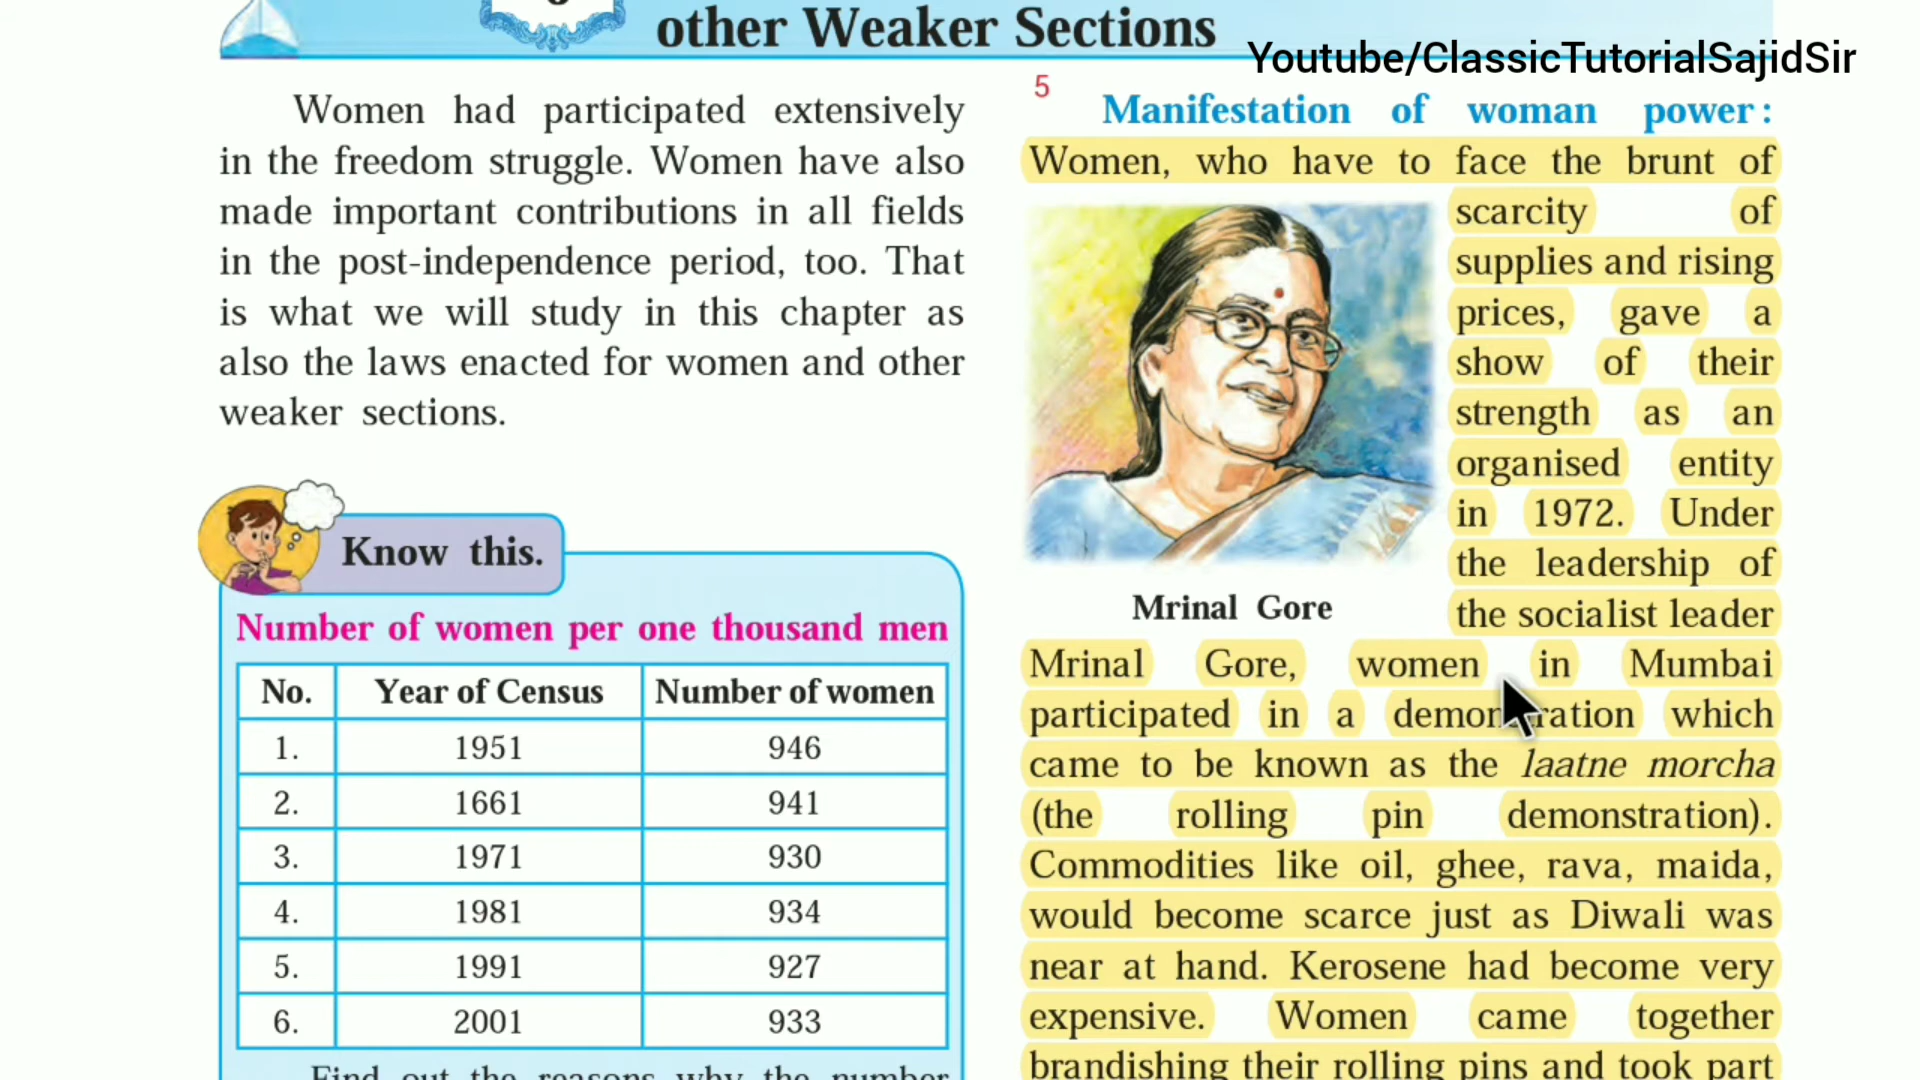 other Weaker Sections
Youtube/ClassicTutorialSajidSir
Women had participated extensively
in the freedom struggle. Women have also
made important contributions in all fields
in the post-independence period, too. That
is what we will study in this chapter as
also the laws enacted for women and other
weaker sections.
Know this.
Number of women per one thousand men
No. Year of Census Number of women
1. 1951 946
2. 1661 941
3. 1971 930
4. 1981 934
5. 1991 927
6. 2001 933
Find out the reasons why the number
5
Manifestation of woman power:
Women, who have to face the brunt of
scarcity of
supplies and rising
prices, gave a
show of their
strength as an
organised entity
in 1972. Under
the leadership of
the socialist leader
Mrinal Gore
Mrinal Gore, women in Mumbai
participated in a demonstration which
came to be known as the laatne morcha
(the rolling pin demonstration).
Commodities like oil, ghee, rava, maida,
would become scarce just as Diwali was
near at hand. Kerosene had become very
expensive. Women came together
brandishing their rolling pins and took part